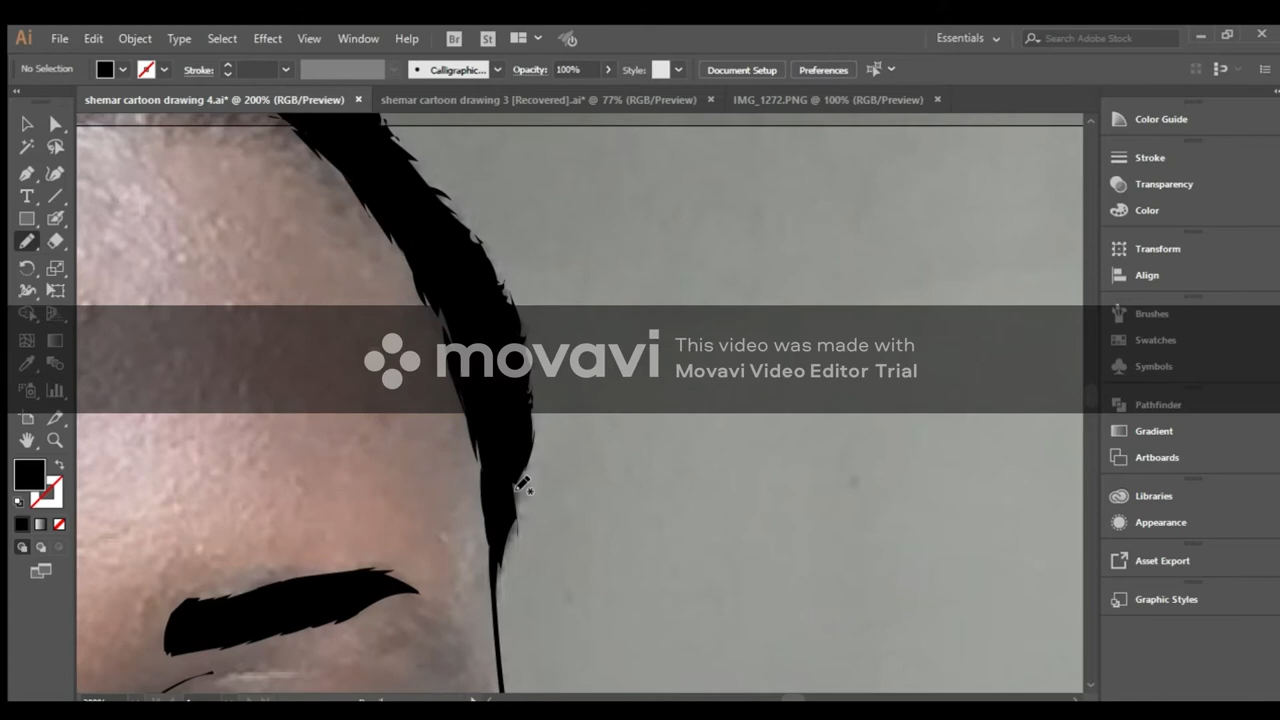 Ai File Edit Object Type Select Effect View Window Help Br St Essentials Search Adobe Stock
No Selection Stroke: Calligraphic... Opacity: 100% Style: Document Setup Preferences
shemar cartoon drawing 4.ai* @ 200% (RGB/Preview) × shemar cartoon drawing 3 [Recovered].ai* @ 77% (RGB/Preview) × IMG_1272.PNG @ 100% (RGB/Preview) ×
Color Guide
Stroke
Transparency
Color
Transform
Align
Brushes
Swatches
Symbols
Pathfinder
Gradient
Artboards
Libraries
Appearance
Asset Export
Graphic Styles
movavi
This video was made with
Movavi Video Editor Trial